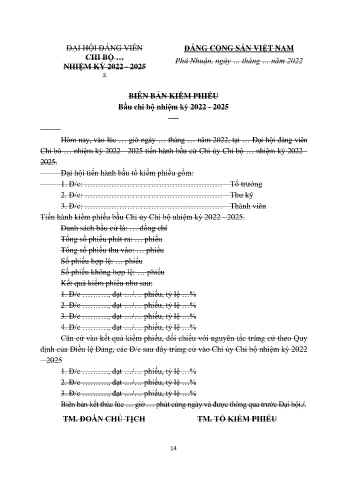 ĐẠI HỘI ĐẢNG VIÊN
CHI BỘ …
NHIỆM KỲ 2022 - 2025
*
ĐẢNG CỘNG SẢN VIỆT NAM
Phú Nhuận, ngày … tháng … năm 2022
BIÊN BẢN KIỂM PHIẾU
Bầu chi bộ nhiệm kỳ 2022 - 2025
----
Hôm nay, vào lúc … giờ ngày … tháng … năm 2022, tại … Đại hội đảng viên
Chi bộ … nhiệm kỳ 2022 - 2025 tiến hành bầu cử Chi ủy Chi bộ … nhiệm kỳ 2022 -
2025.
Đại hội tiến hành bầu tổ kiểm phiếu gồm:
1. Đ/c: ……………………………………………… Tổ trưởng
2. Đ/c: ……………………………………………… Thư ký
3. Đ/c: ……………………………………………… Thành viên
Tiến hành kiểm phiếu bầu Chi ủy Chi bộ nhiệm kỳ 2022 - 2025.
Danh sách bầu cử là: … đồng chí
Tổng số phiếu phát ra: … phiếu
Tổng số phiếu thu vào: … phiếu
Số phiếu hợp lệ: … phiếu
Số phiếu không hợp lệ: … phiếu
Kết quả kiểm phiếu như sau:
1. Đ/c ………., đạt …/… phiếu, tỷ lệ …%
2. Đ/c ………., đạt …/… phiếu, tỷ lệ …%
3. Đ/c ………., đạt …/… phiếu, tỷ lệ …%
4. Đ/c ………., đạt …/… phiếu, tỷ lệ …%
Căn cứ vào kết quả kiểm phiếu, đối chiếu với nguyên tắc trúng cử theo Quy
định của Điều lệ Đảng, các Đ/c sau đây trúng cử vào Chi ủy Chi bộ nhiệm kỳ 2022
- 2025
1. Đ/c ………., đạt …/… phiếu, tỷ lệ …%
2. Đ/c ………., đạt …/… phiếu, tỷ lệ …%
3. Đ/c ………., đạt …/… phiếu, tỷ lệ …%
Biên bản kết thúc lúc … giờ … phút cùng ngày và được thông qua trước Đại hội./.
TM. ĐOÀN CHỦ TỊCH TM. TỔ KIỂM PHIẾU
14